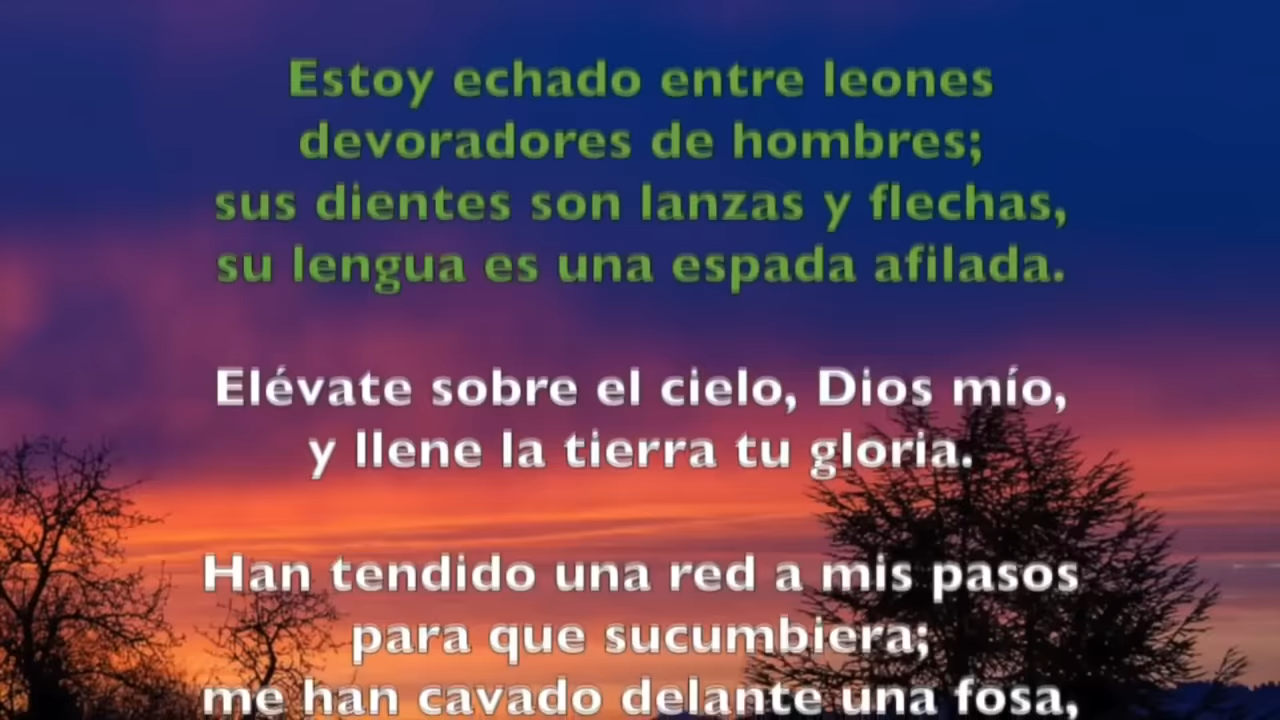 Estoy echado entre leones
devoradores de hombres;
sus dientes son lanzas y flechas,
su lengua es una espada afilada.
Elévate sobre el cielo, Dios mío,
y llene la tierra tu gloria.
Han tendido una red a mis pasos
para que sucumbiera;
me han cavado delante una fosa,